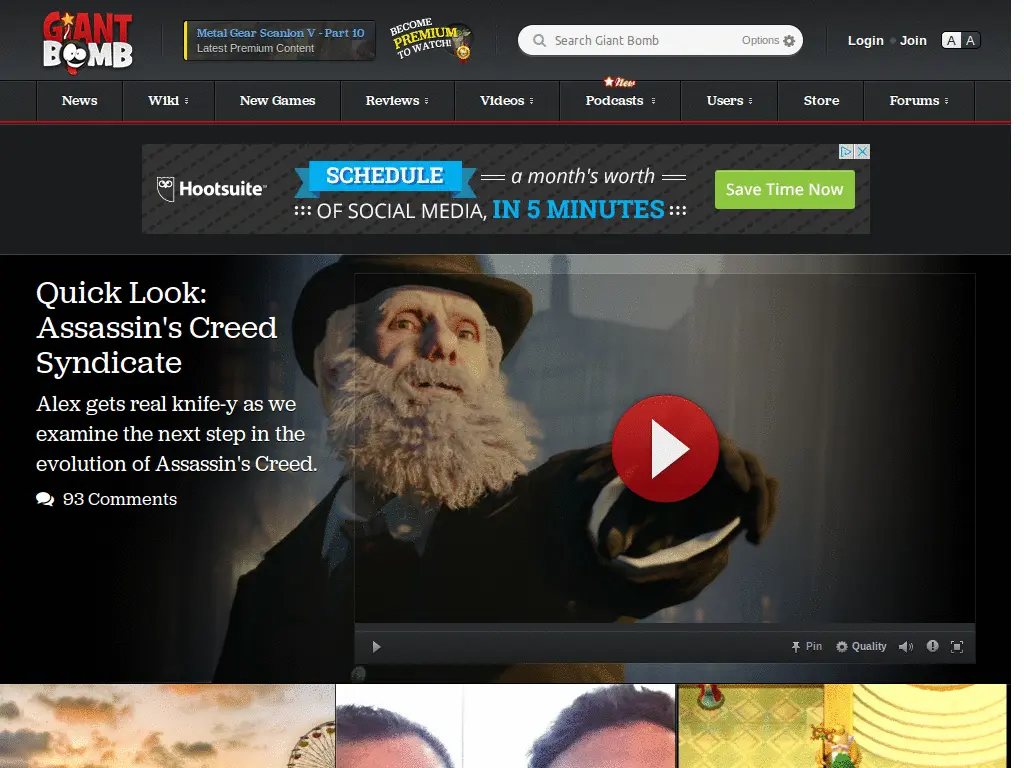 GIANT
BOMB
Metal Gear Scanlon V - Part 10
Latest Premium Content
BECOME
PREMIUM
TO WATCH!
Search Giant Bomb
Options
Login
Join
A A
New
News
Wiki
New Games
Reviews
Videos
Podcasts
Users
Store
Forums
Hootsuite™
SCHEDULE
a month's worth
OF SOCIAL MEDIA, IN 5 MINUTES
Save Time Now
Quick Look:
Assassin's Creed
Syndicate
Alex gets real knife-y as we
examine the next step in the
evolution of Assassin's Creed.
93 Comments
Pin
Quality